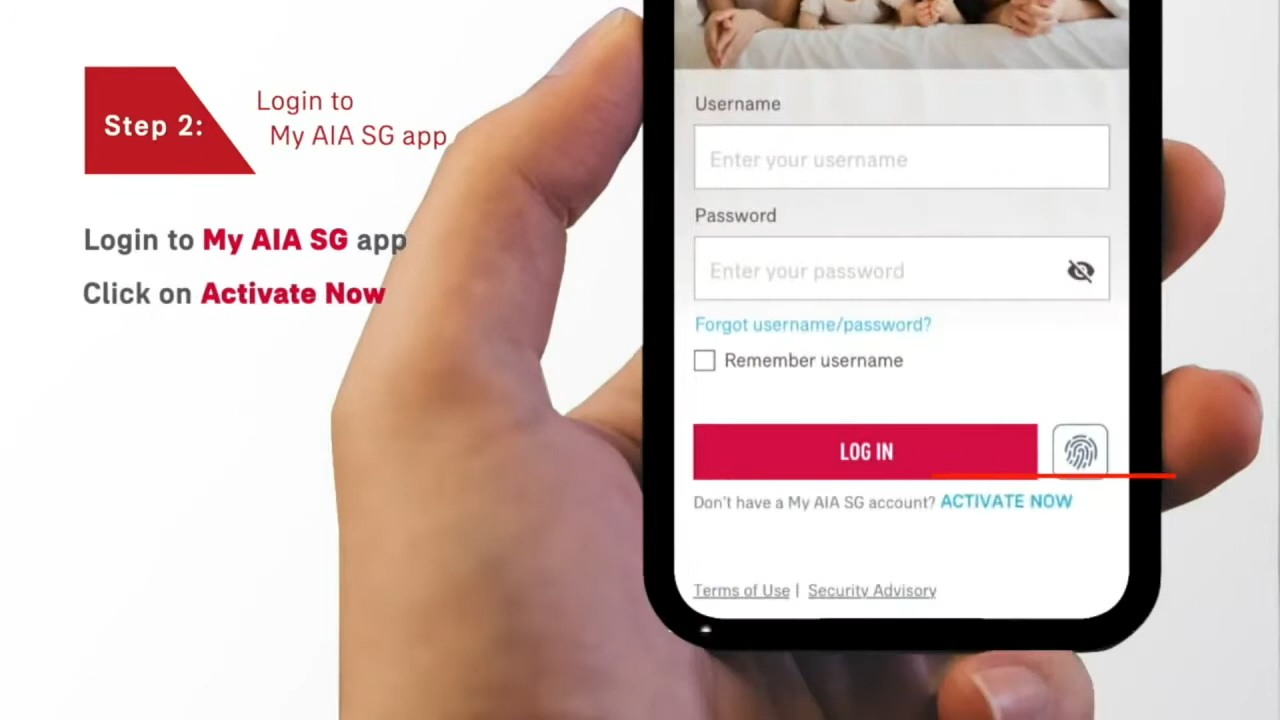 Step 2:
Login to
My AIA SG app
Login to My AIA SG app
Click on Activate Now
Username
Enter your username
Password
Enter your password
Forgot username/password?
Remember username
LOG IN
Don't have a My AIA SG account? ACTIVATE NOW
Terms of Use | Security Advisory